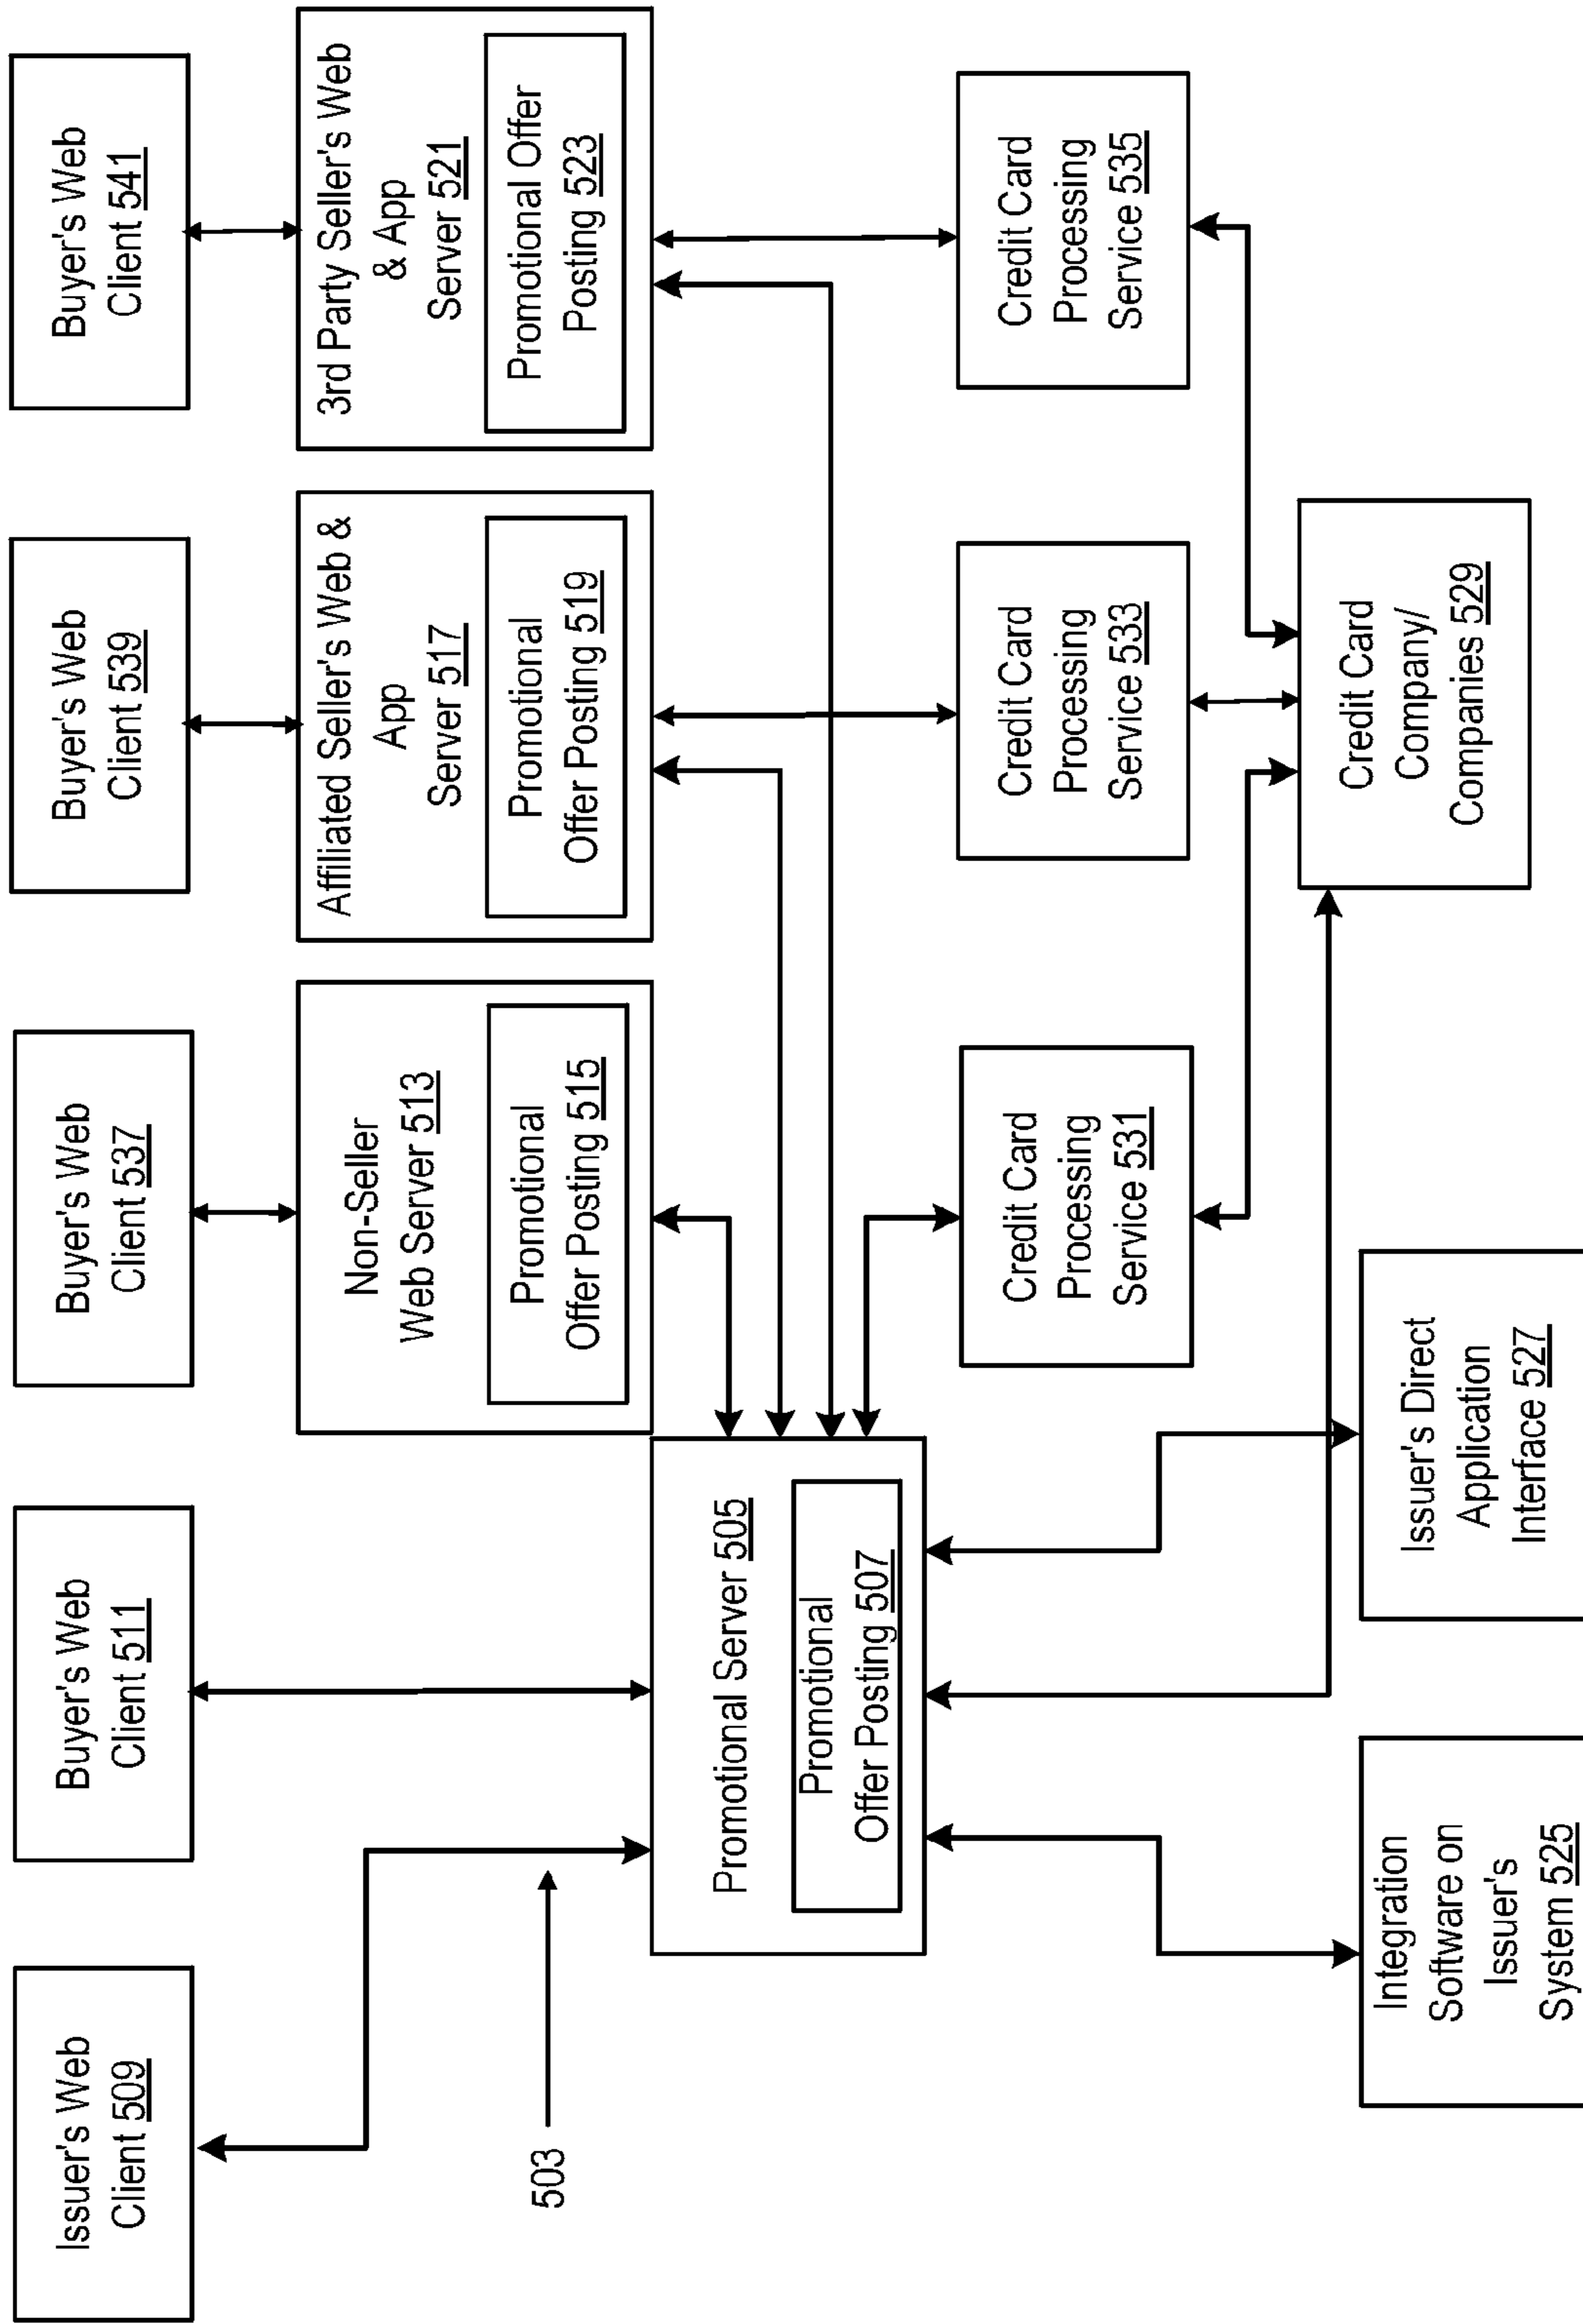 Issuer's Web
Client 509
Buyer's Web
Client 511
Buyer's Web
Client 537
Buyer's Web
Client 539
Buyer's Web
Client 541
503
Non-Seller
Web Server 513
Promotional
Offer Posting 515
Affiliated Seller's Web &
App
Server 517
Promotional
Offer Posting 519
3rd Party Seller's Web
& App
Server 521
Promotional Offer
Posting 523
Promotional Server 505
Promotional
Offer Posting 507
Credit Card
Processing
Service 531
Credit Card
Processing
Service 533
Credit Card
Processing
Service 535
Integration
Software on
Issuer's
System 525
Issuer's Direct
Application
Interface 527
Credit Card
Company/
Companies 529